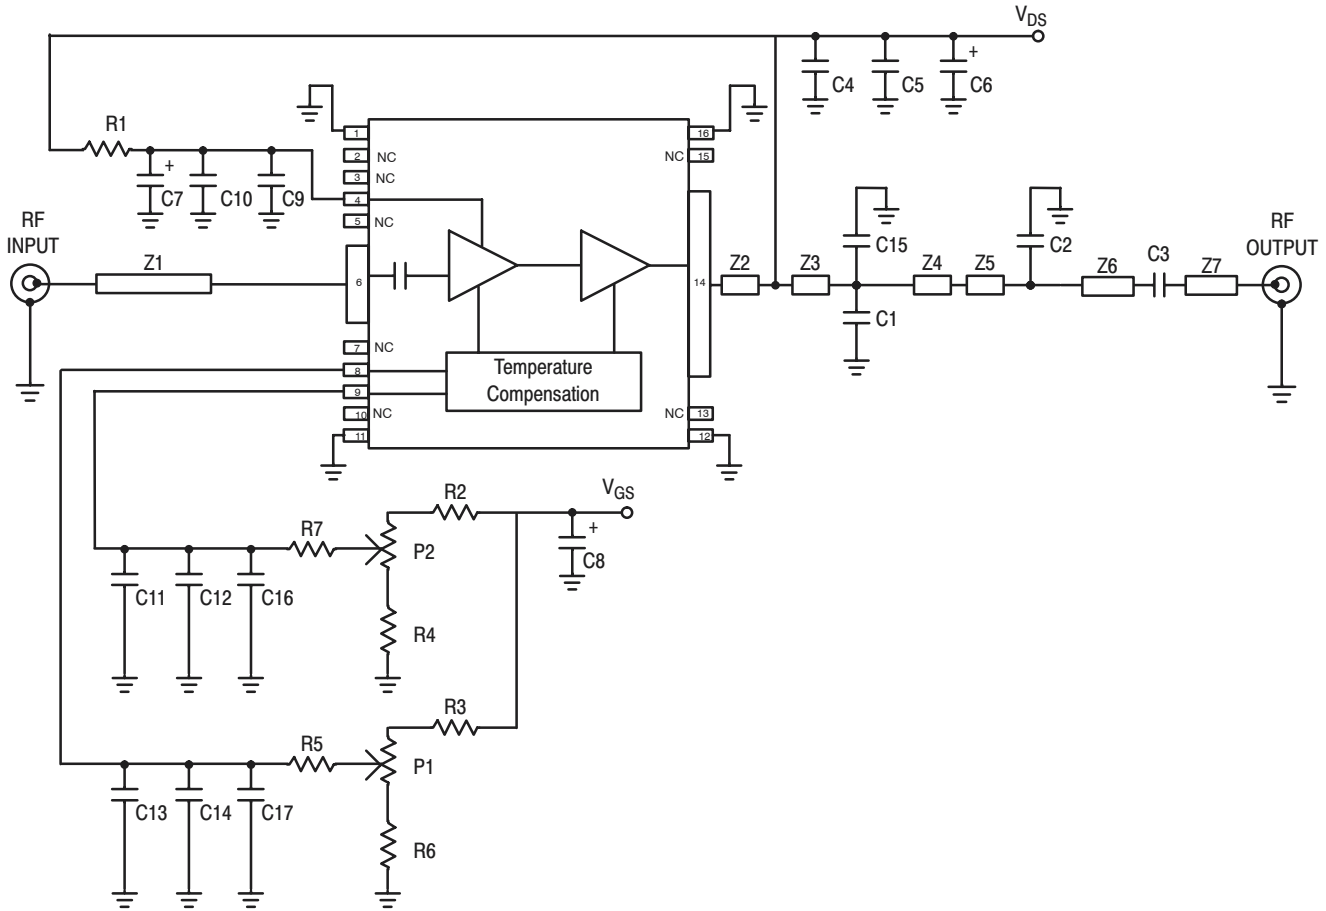 V_DS
+
C4
C5
C6
R1
1
16
2
NC
NC
15
3
NC
+
C7
C10
C9
4
5
NC
RF
INPUT
Z1
6
14
Z2
Z3
C15
C1
Z4
Z5
C2
Z6
C3
Z7
RF
OUTPUT
7
NC
8
9
Temperature
Compensation
10
NC
NC
13
11
12
V_GS
R2
+
C8
R7
P2
C11
C12
C16
R4
R3
R5
P1
C13
C14
C17
R6